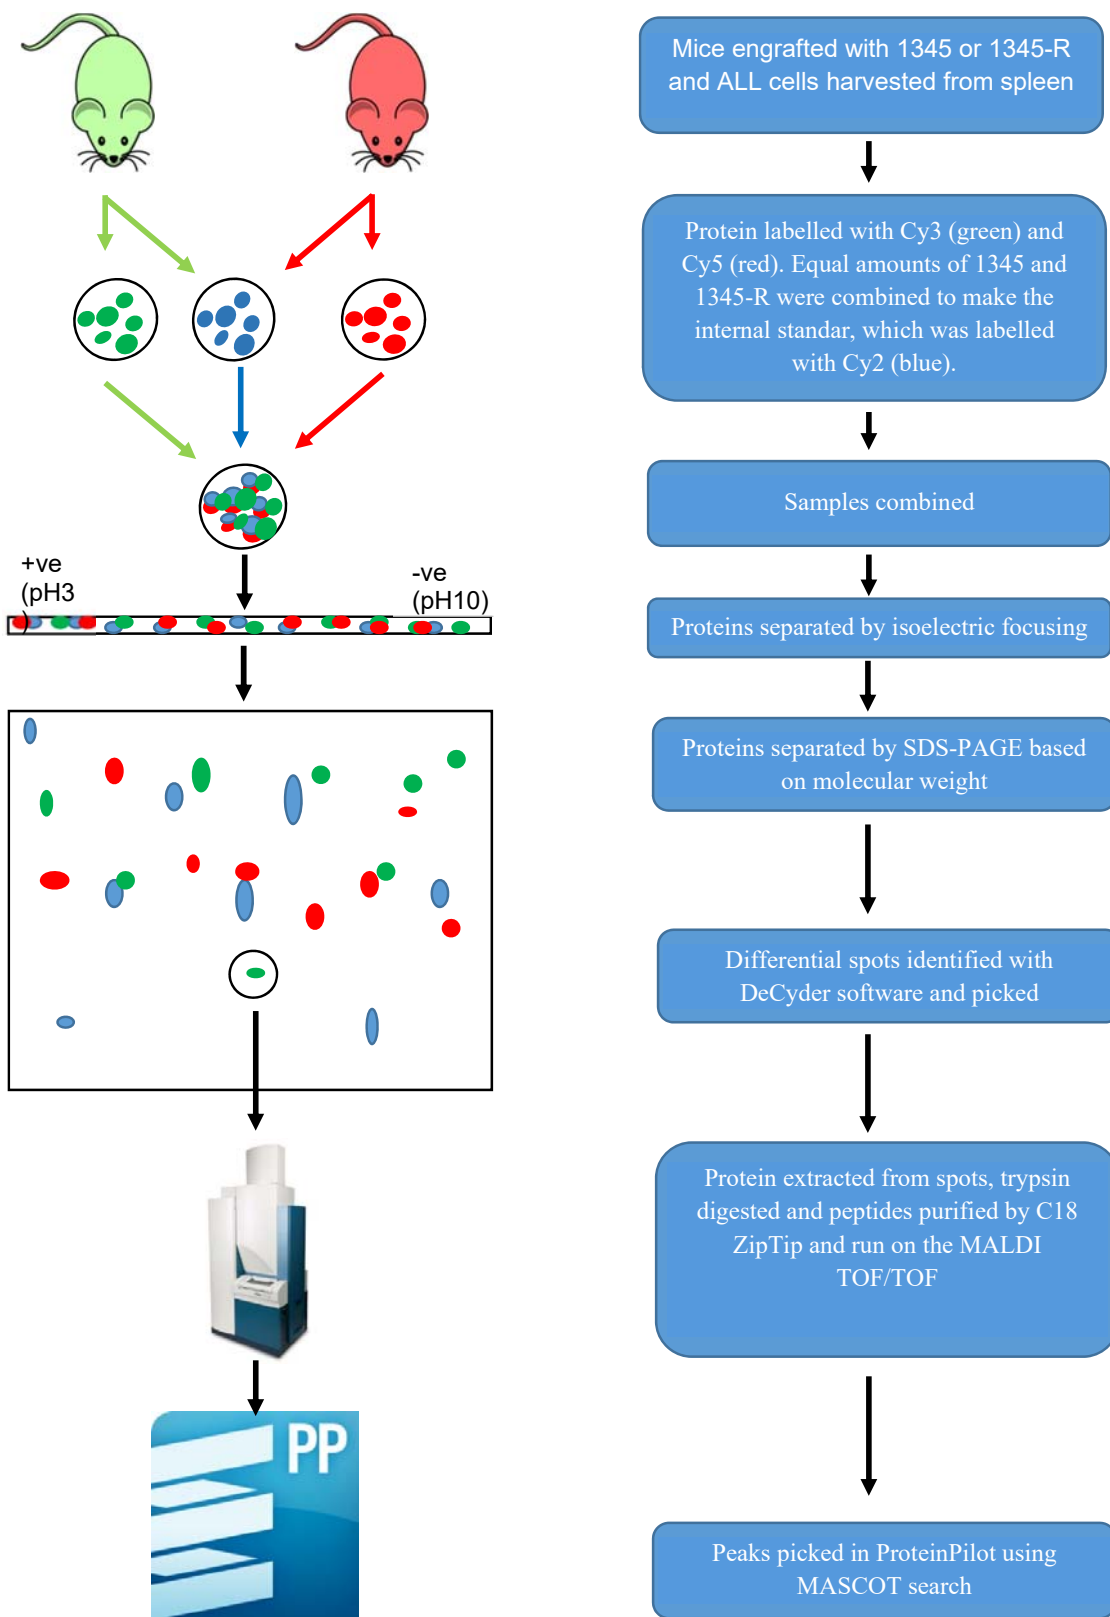 Mice engrafted with 1345 or 1345-R
and ALL cells harvested from spleen
Protein labelled with Cy3 (green) and
Cy5 (red). Equal amounts of 1345 and
1345-R were combined to make the
internal standar, which was labelled
with Cy2 (blue).
Samples combined
+ve
(pH3
)
-ve
(pH10)
Proteins separated by isoelectric focusing
Proteins separated by SDS-PAGE based
on molecular weight
Differential spots identified with
DeCyder software and picked
Protein extracted from spots, trypsin
digested and peptides purified by C18
ZipTip and run on the MALDI
TOF/TOF
PP
Peaks picked in ProteinPilot using
MASCOT search